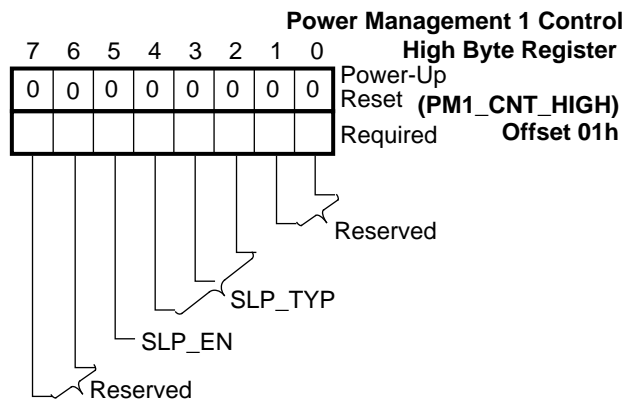 Power Management 1 Control
High Byte Register
(PM1_CNT_HIGH)
Offset 01h
7 6 5 4 3 2 1 0
0 0 0 0 0 0 0 0
Power-Up
Reset
Required
Reserved
SLP_TYP
SLP_EN
Reserved